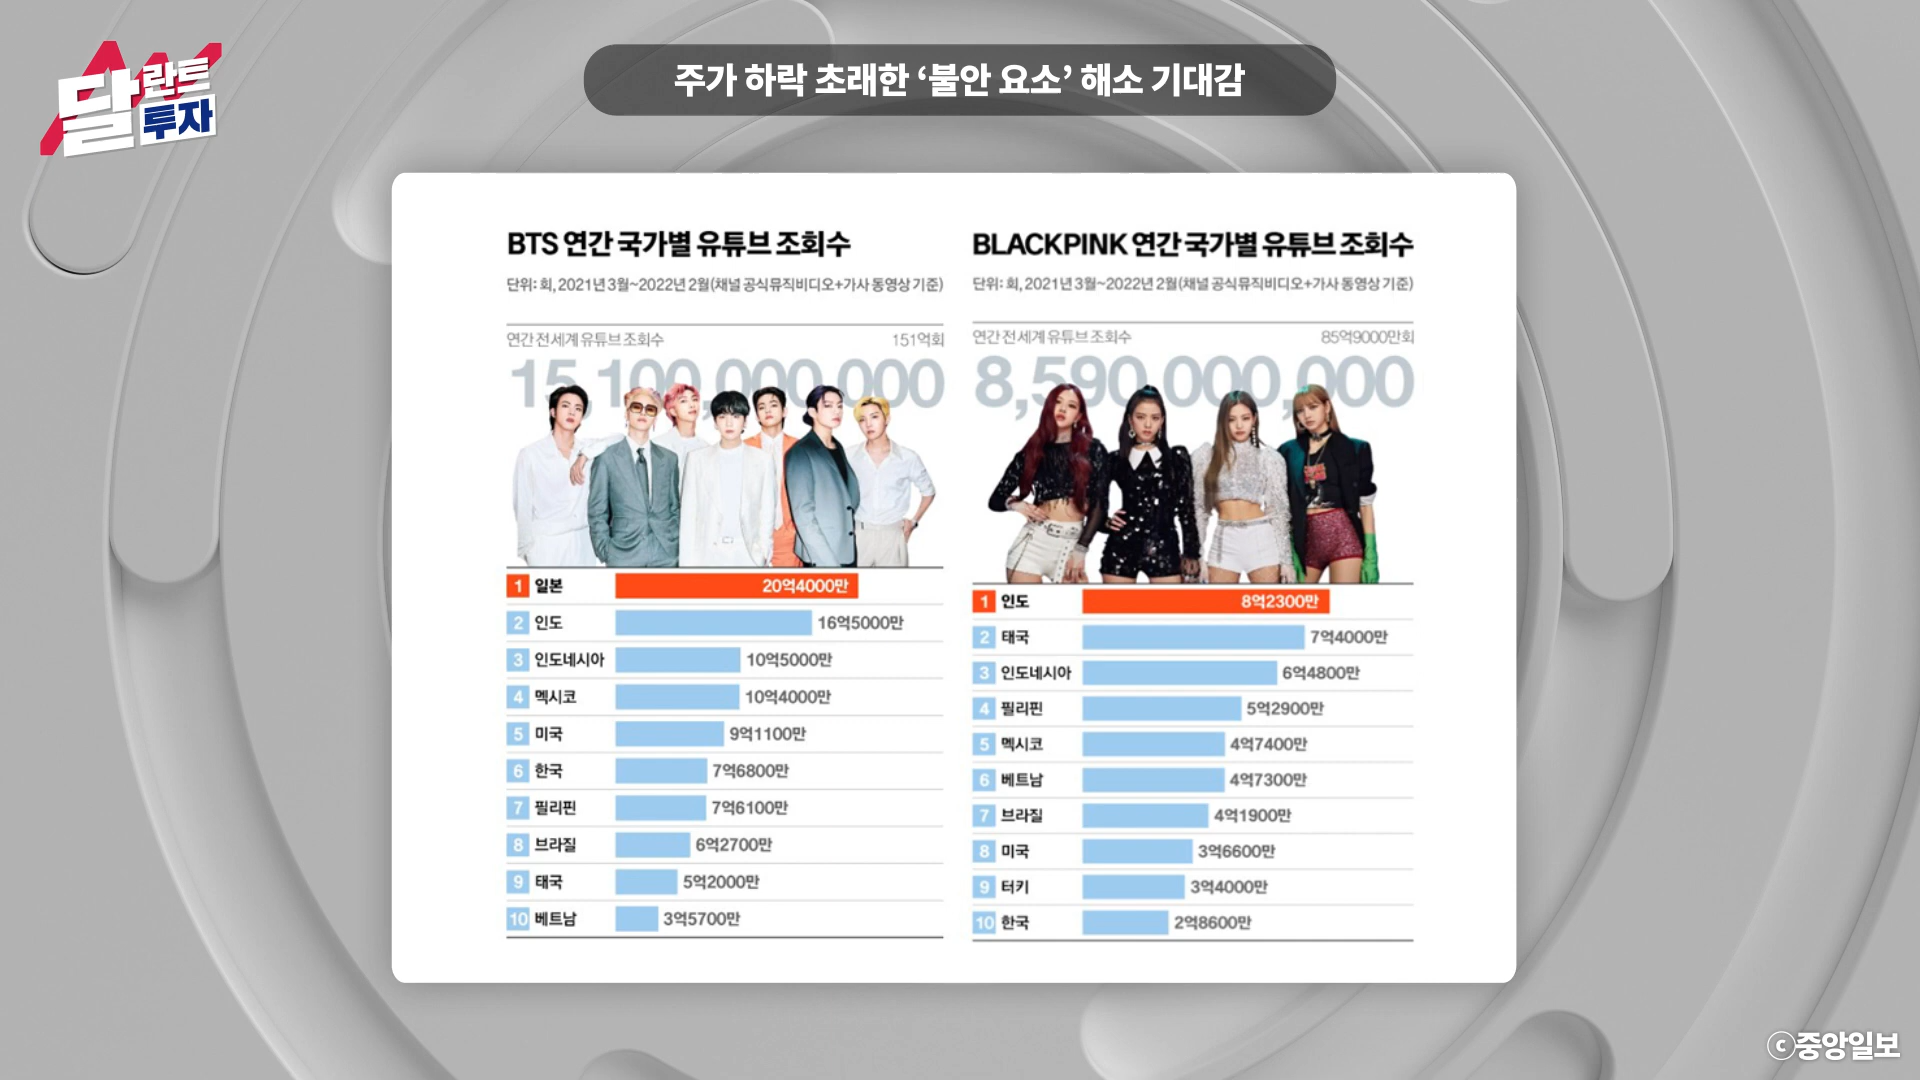 앤츠랩
달란트
투자
주가 하락 초래한 ‘불안 요소’ 해소 기대감
BTS 연간 국가별 유튜브 조회수
단위: 회, 2021년 3월~2022년 2월(채널 공식뮤직비디오+가사 동영상 기준)
연간 전 세계 유튜브 조회수 151억회
15,100,000,000
1 일본 20억4000만
2 인도 16억5000만
3 인도네시아 10억5000만
4 멕시코 10억4000만
5 미국 9억1100만
6 한국 7억6800만
7 필리핀 7억6100만
8 브라질 6억2700만
9 태국 5억2000만
10 베트남 3억5700만
BLACKPINK 연간 국가별 유튜브 조회수
단위: 회, 2021년 3월~2022년 2월(채널 공식뮤직비디오+가사 동영상 기준)
연간 전 세계 유튜브 조회수 85억9000만회
8,590,000,000
1 인도 8억2300만
2 태국 7억4000만
3 인도네시아 6억4800만
4 필리핀 5억2900만
5 멕시코 4억7400만
6 베트남 4억7300만
7 브라질 4억1900만
8 미국 3억6600만
9 터키 3억4000만
10 한국 2억8600만
ⓒ중앙일보